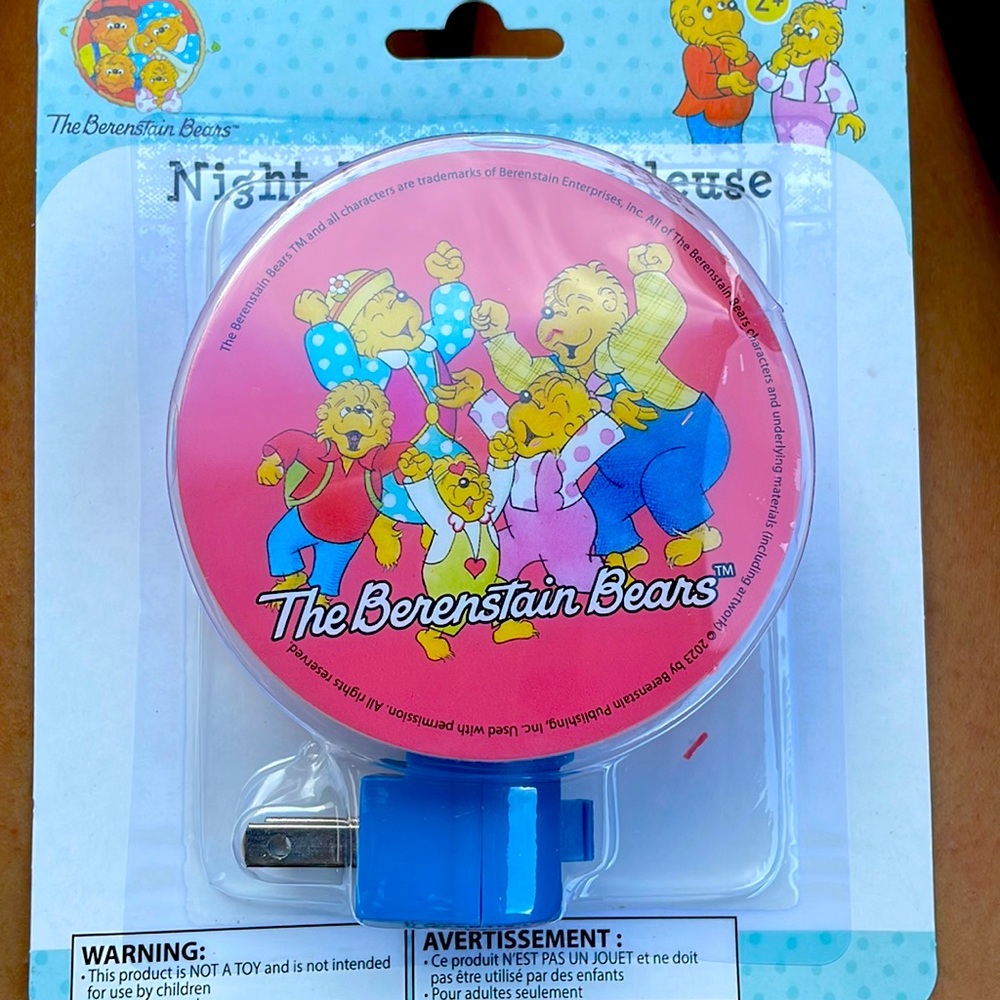 The Berenstain Bears™
2+
Night
leuse
The Berenstain Bears™ and all characters are trademarks of Berenstain Enterprises, Inc. All of The Berenstain Bears characters and underlying materials (including artwork) © 2023 by Berenstain Publishing, Inc. Used with permission. All rights reserved
The Berenstain Bears™
WARNING:
• This product is NOT A TOY and is not intended
for use by children
AVERTISSEMENT :
• Ce produit N'EST PAS UN JOUET et ne doit
pas être utilisé par des enfants
• Pour adultes seulement